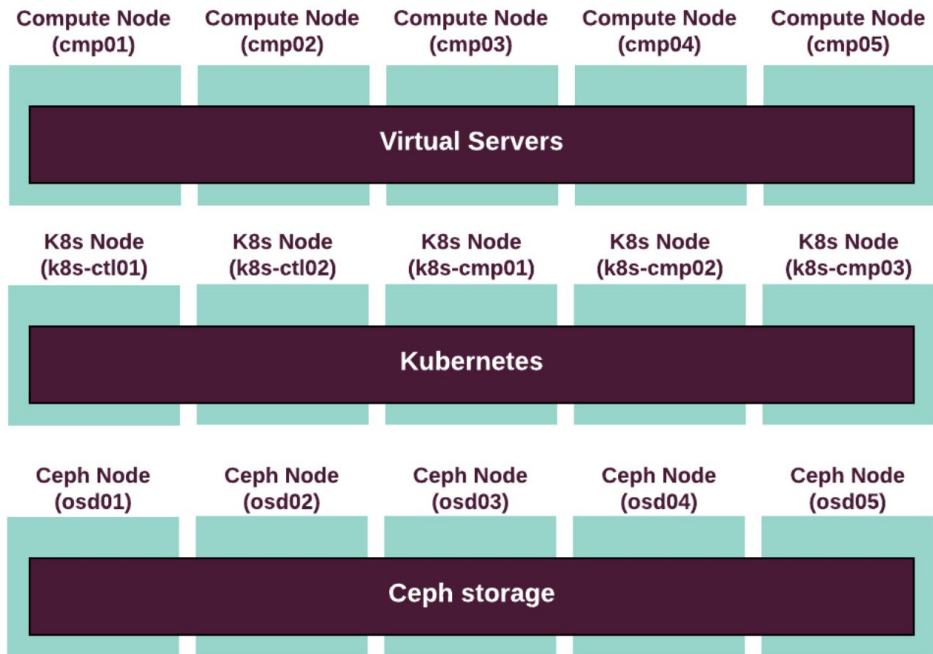 Compute Node Compute Node Compute Node Compute Node Compute Node
(cmp01) (cmp02) (cmp03) (cmp04) (cmp05)
Virtual Servers
K8s Node K8s Node K8s Node K8s Node K8s Node
(k8s-ctl01) (k8s-ctl02) (k8s-cmp01) (k8s-cmp02) (k8s-cmp03)
Kubernetes
Ceph Node Ceph Node Ceph Node Ceph Node Ceph Node
(osd01) (osd02) (osd03) (osd04) (osd05)
Ceph storage